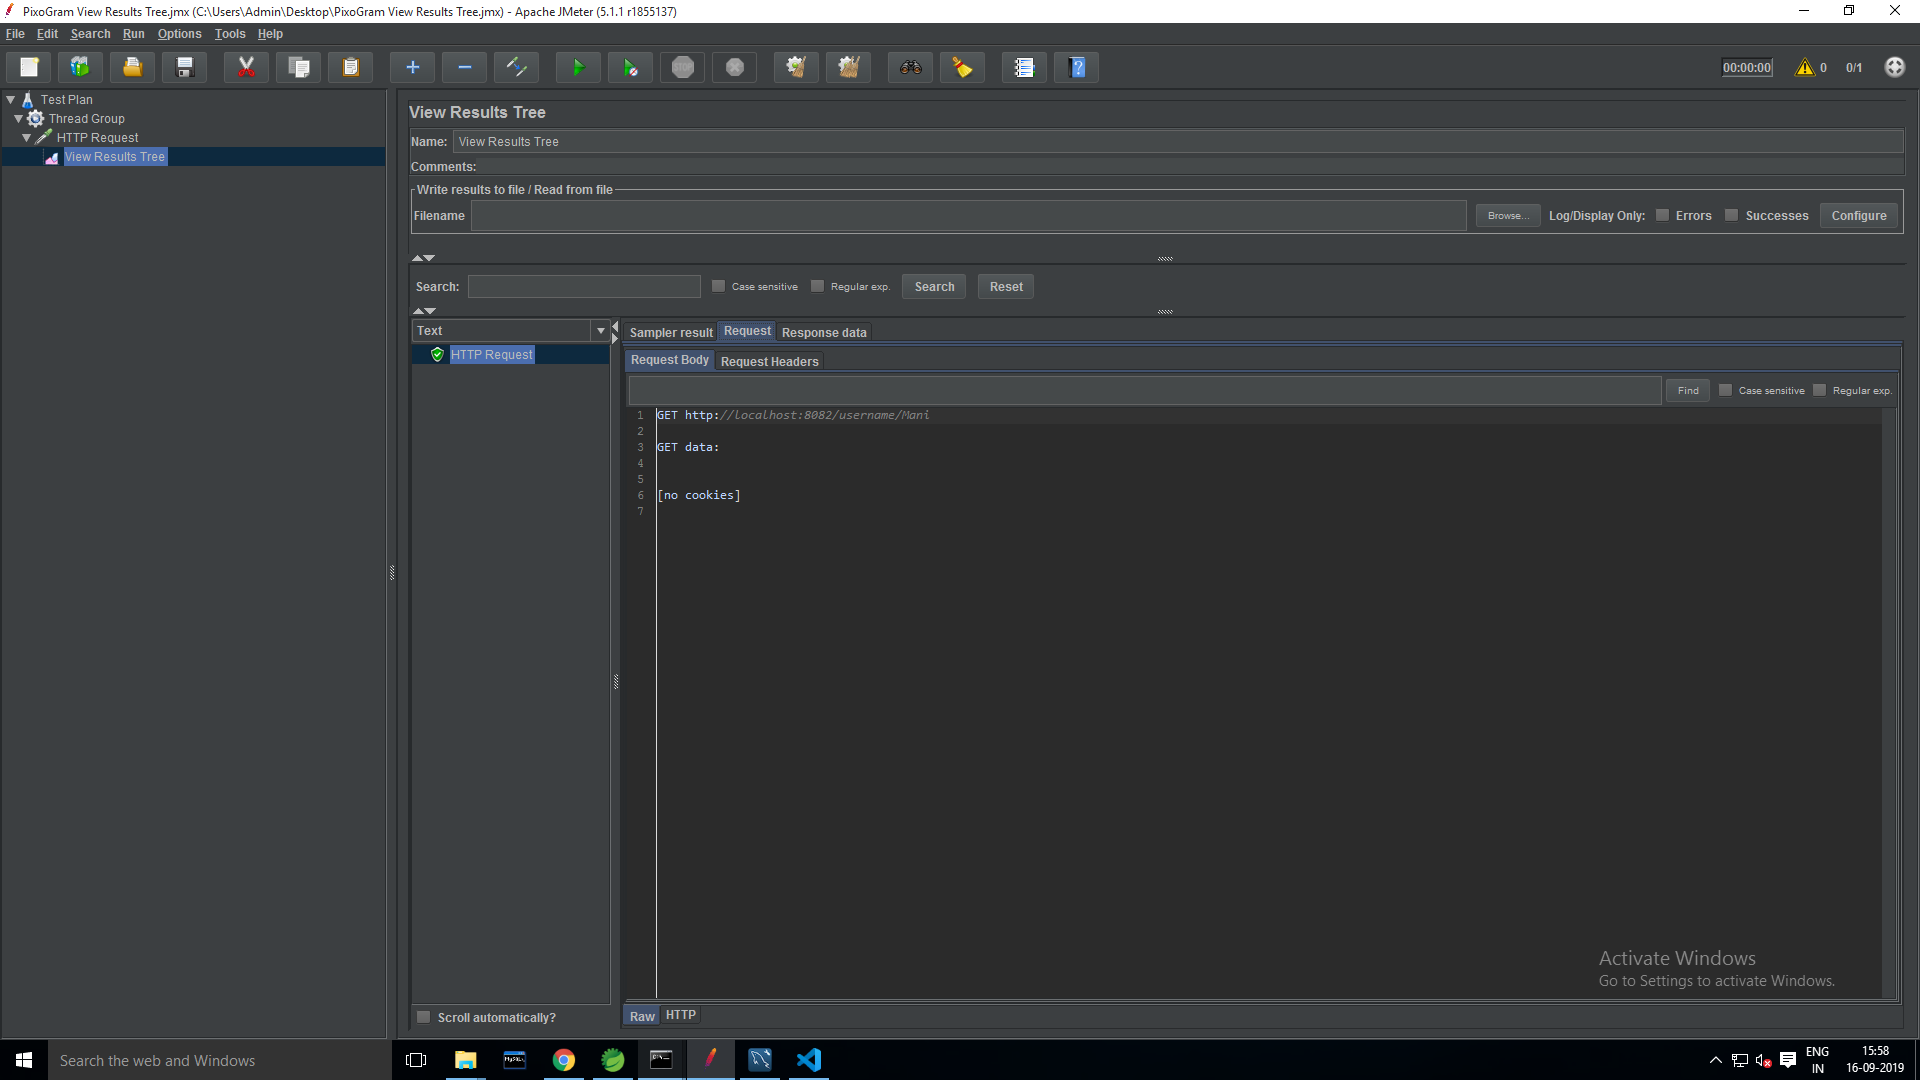 PixoGram View Results Tree.jmx (C:\Users\Admin\Desktop\PixoGram View Results Tree.jmx) - Apache JMeter (5.1.1 r1855137)
File Edit Search Run Options Tools Help
STOP
00:00:00 0 0/1
Test Plan
Thread Group
HTTP Request
View Results Tree
View Results Tree
Name: View Results Tree
Comments:
Write results to file / Read from file
Filename Browse... Log/Display Only: Errors Successes Configure
Search: Case sensitive Regular exp. Search Reset
Text
HTTP Request
Scroll automatically?
Sampler result Request Response data
Request Body Request Headers
Find Case sensitive Regular exp.
1 GET http://localhost:8082/username/Mani
2
3 GET data:
4
5
6 [no cookies]
7
Raw HTTP
Activate Windows
Go to Settings to activate Windows.
Search the web and Windows
MySQL
ENG
IN
15:58
16-09-2019